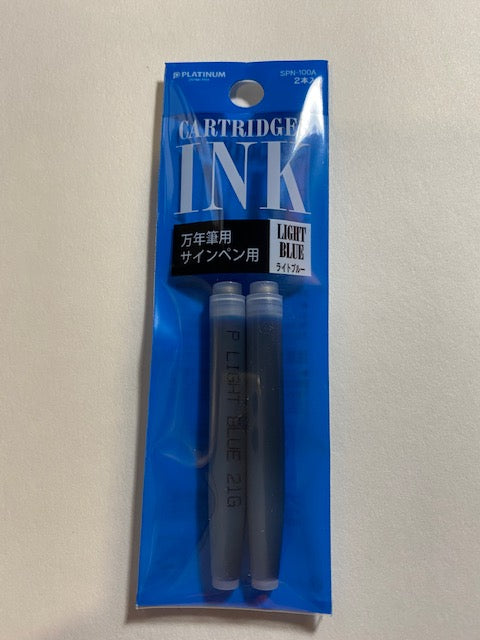 PLATINUM
SPN-100A
2本入
CARTRIDGE
INK
万年筆用
サインペン用
LIGHT
BLUE
ライトブルー
P LIGHT BLUE 21G